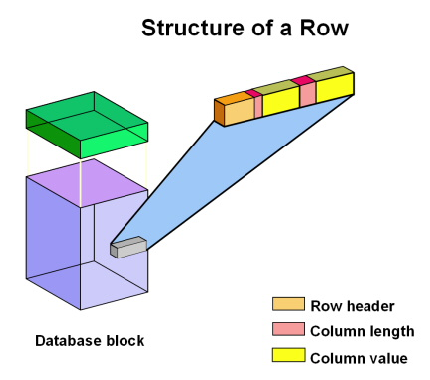 Structure of a Row
Database block
Row header
Column length
Column value